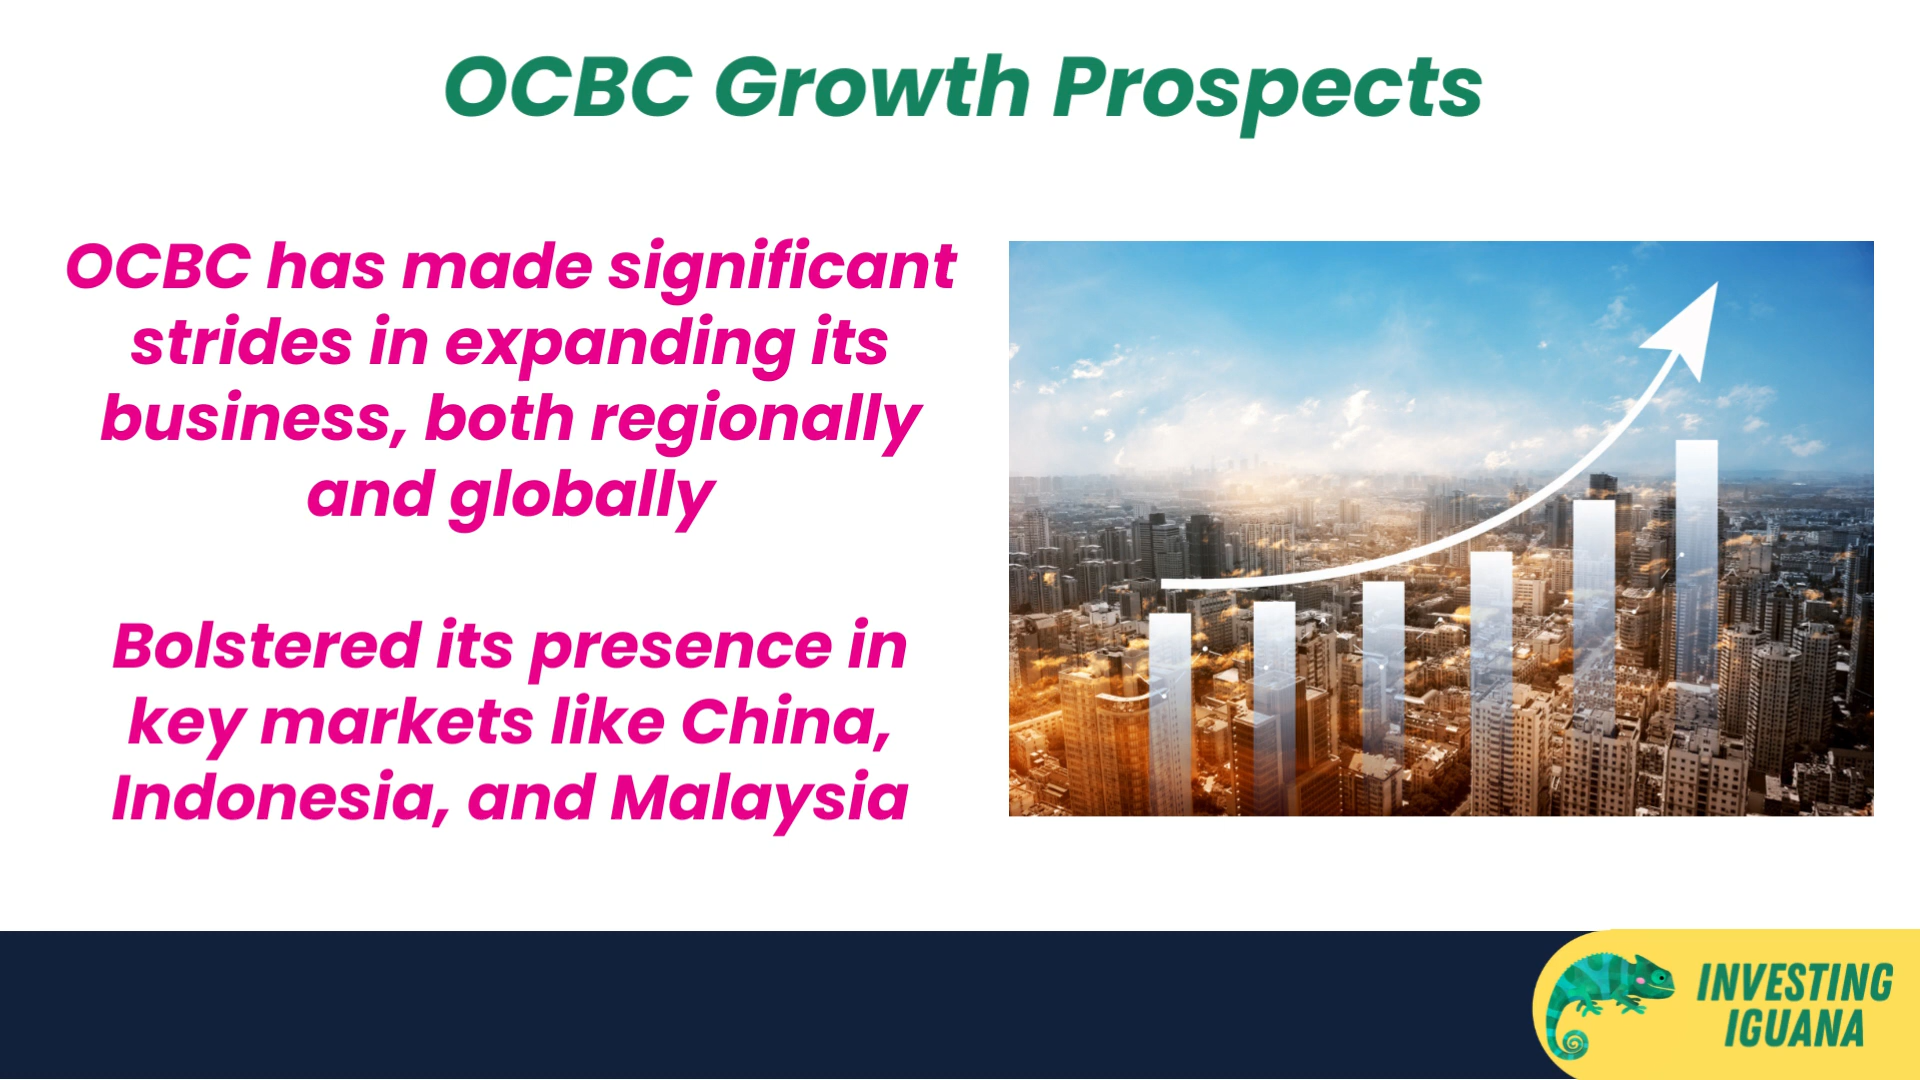 OCBC Growth Prospects
OCBC has made significant
strides in expanding its
business, both regionally
and globally
Bolstered its presence in
key markets like China,
Indonesia, and Malaysia
INVESTING
IGUANA